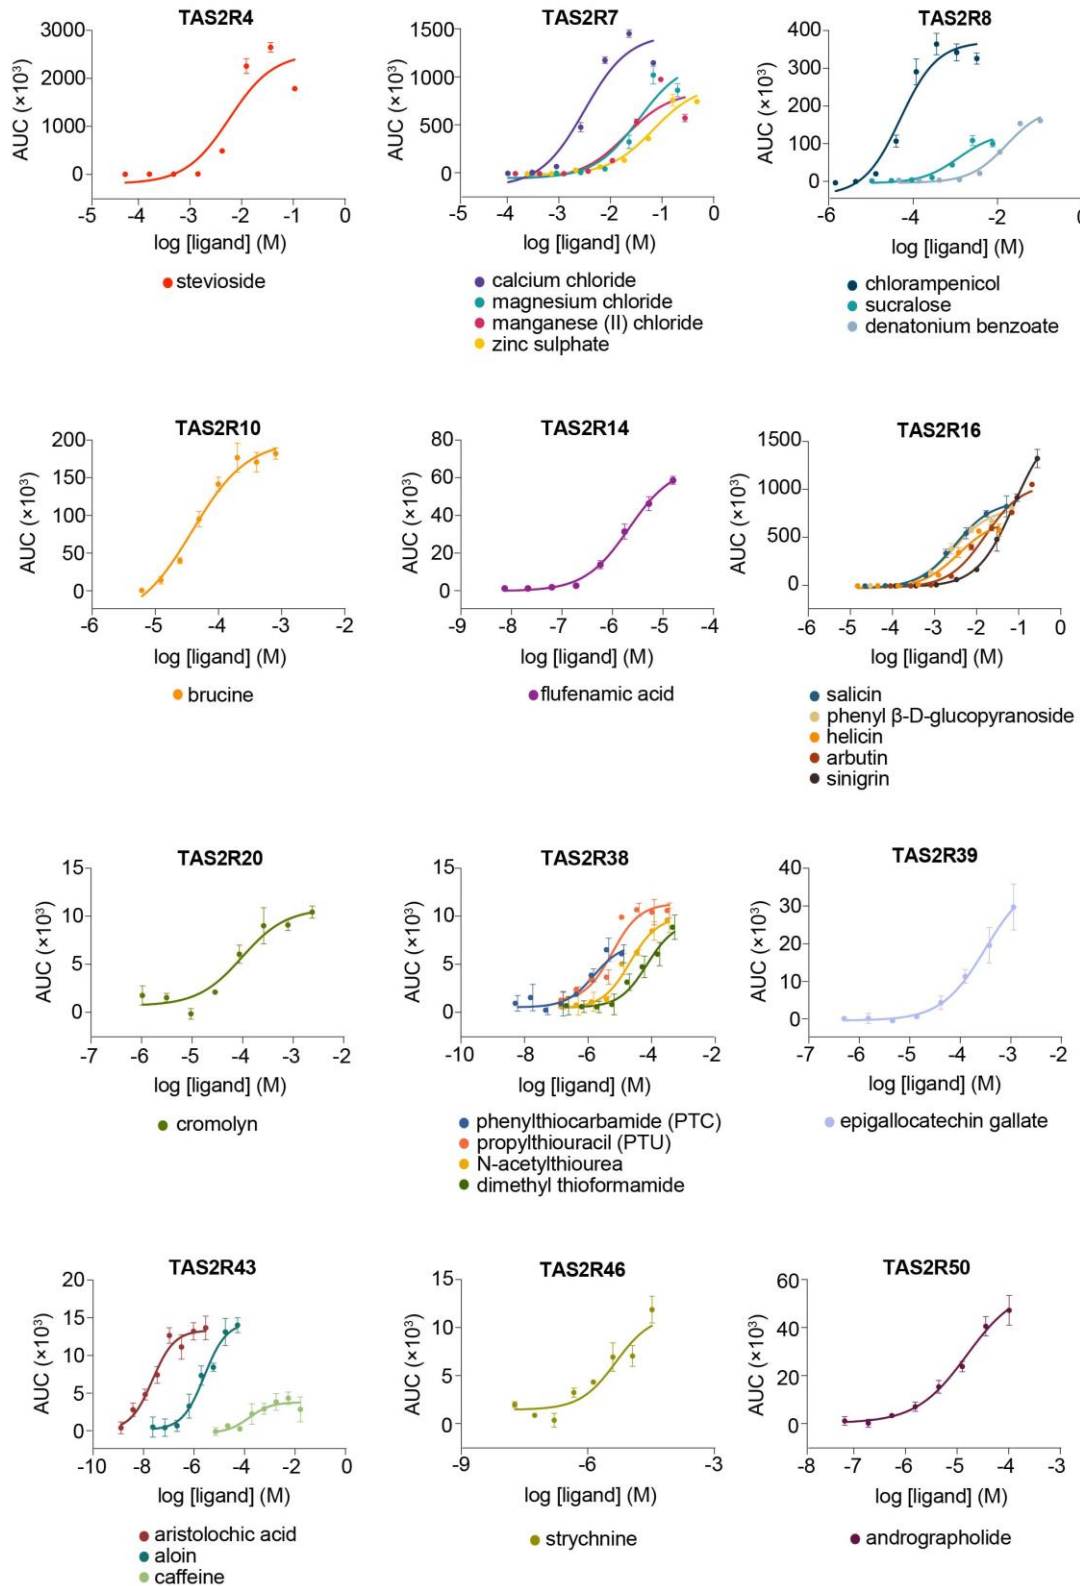 TAS2R4
3000
2000
1000
0
AUC (×10³)
-5 -4 -3 -2 -1 0
log [ligand] (M)
stevioside
TAS2R7
1500
1000
500
0
AUC (×10³)
-5 -4 -3 -2 -1 0
log [ligand] (M)
calcium chloride
magnesium chloride
manganese (II) chloride
zinc sulphate
TAS2R8
400
300
200
100
0
AUC (×10³)
-6 -4 -2 0
log [ligand] (M)
chlorampenicol
sucralose
denatonium benzoate
TAS2R10
200
150
100
50
0
AUC (×10³)
-6 -5 -4 -3 -2
log [ligand] (M)
brucine
TAS2R14
80
60
40
20
0
AUC (×10³)
-9 -8 -7 -6 -5 -4
log [ligand] (M)
flufenamic acid
TAS2R16
1500
1000
500
0
AUC (×10³)
-6 -5 -4 -3 -2 -1 0
log [ligand] (M)
salicin
phenyl β-D-glucopyranoside
helicin
arbutin
sinigrin
TAS2R20
15
10
5
0
AUC (×10³)
-7 -6 -5 -4 -3 -2
log [ligand] (M)
cromolyn
TAS2R38
15
10
5
0
AUC (×10³)
-10 -8 -6 -4 -2
log [ligand] (M)
phenylthiocarbamide (PTC)
propylthiouracil (PTU)
N-acetylthiourea
dimethyl thioformamide
TAS2R39
40
30
20
10
0
AUC (×10³)
-7 -6 -5 -4 -3 -2
log [ligand] (M)
epigallocatechin gallate
TAS2R43
20
15
10
5
0
AUC (×10³)
-10 -8 -6 -4 -2 0
log [ligand] (M)
aristolochic acid
aloin
caffeine
TAS2R46
15
10
5
0
AUC (×10³)
-9 -6 -3
log [ligand] (M)
strychnine
TAS2R50
60
40
20
0
AUC (×10³)
-8 -7 -6 -5 -4 -3
log [ligand] (M)
andrographolide